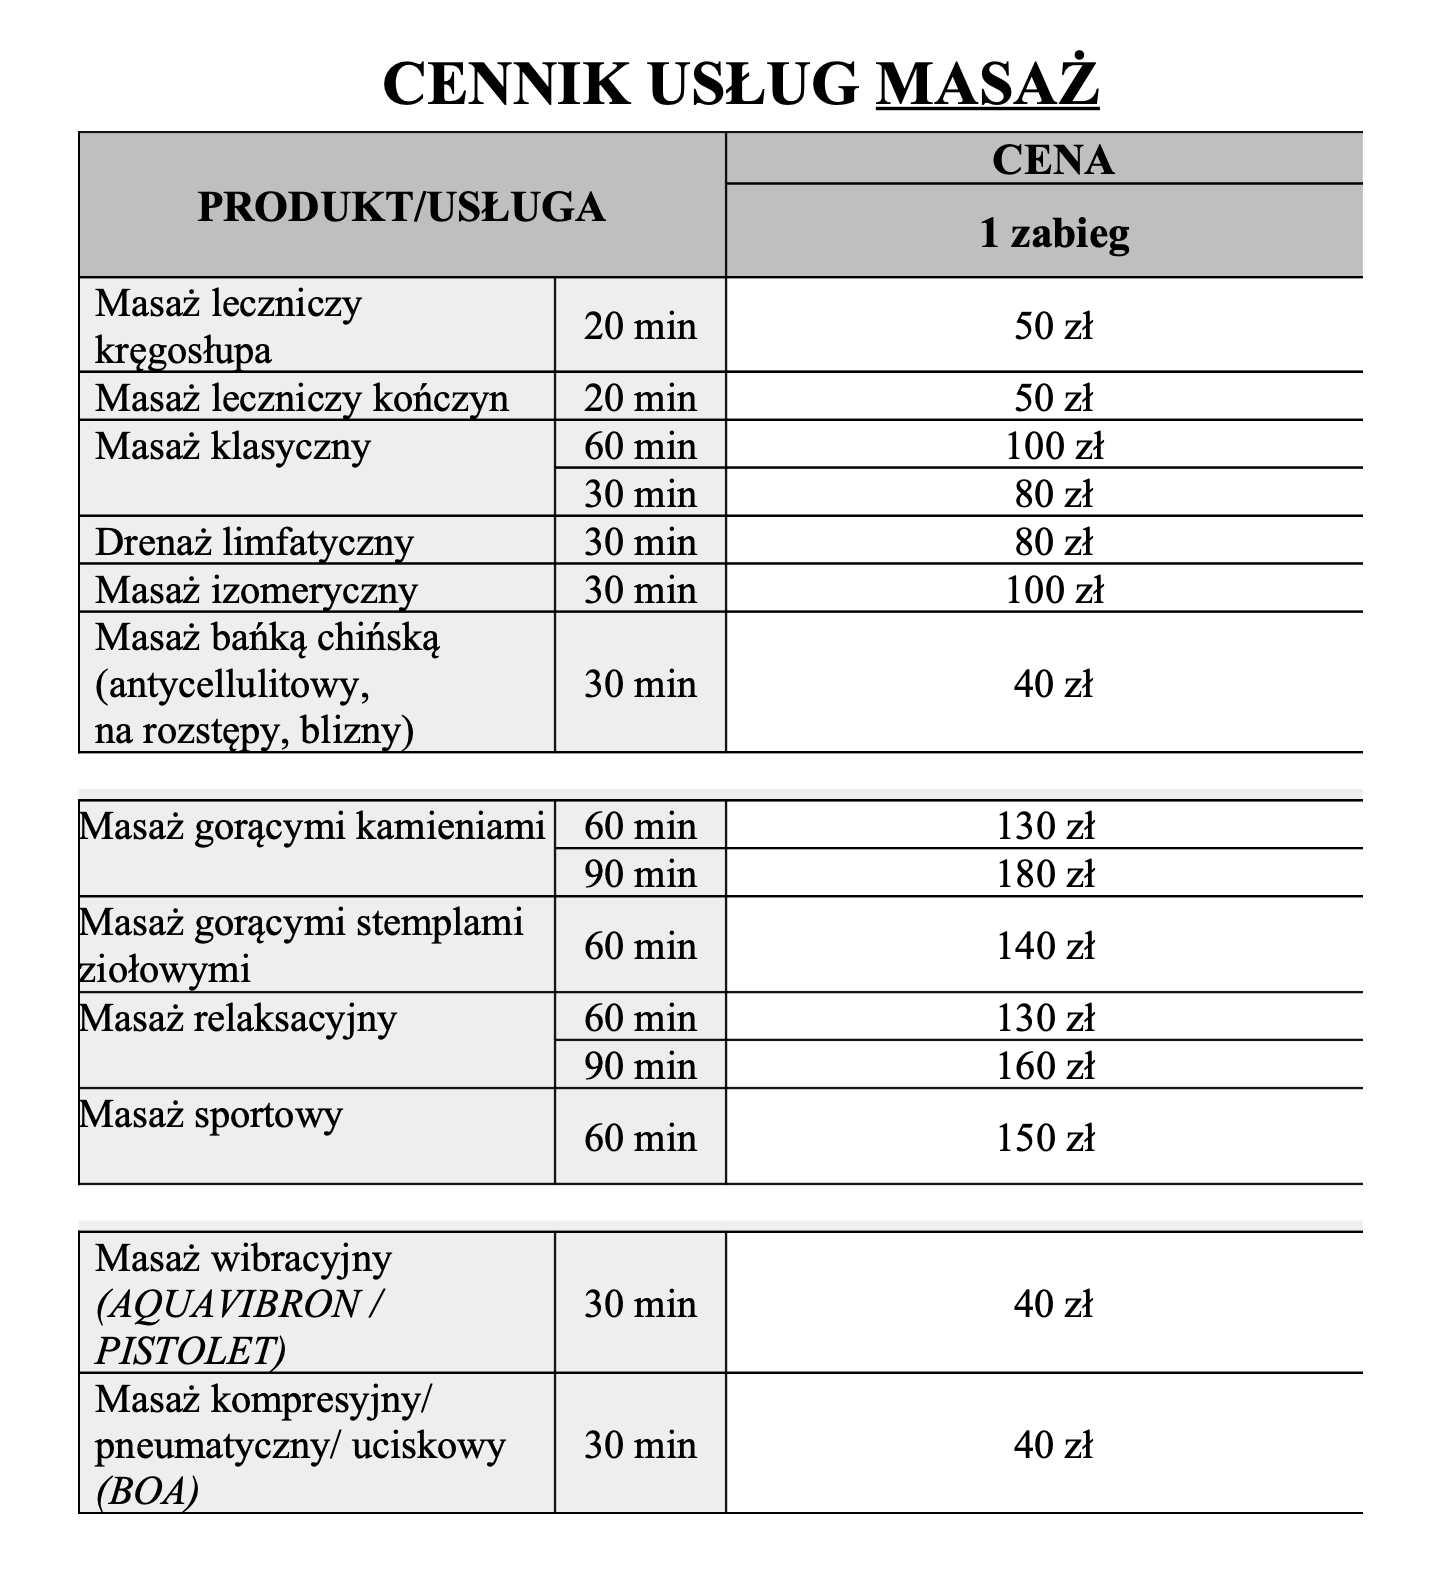 CENNIK USŁUG MASAŻ
PRODUKT/USŁUGA
CENA
1 zabieg
Masaż leczniczy
kręgosłupa
20 min
50 zł
Masaż leczniczy kończyn
20 min
50 zł
Masaż klasyczny
60 min
100 zł
30 min
80 zł
Drenaż limfatyczny
30 min
80 zł
Masaż izomeryczny
30 min
100 zł
Masaż bańką chińską
(antycellulitowy,
na rozstępy, blizny)
30 min
40 zł
Masaż gorącymi kamieniami
60 min
130 zł
90 min
180 zł
Masaż gorącymi stemplami
ziołowymi
60 min
140 zł
Masaż relaksacyjny
60 min
130 zł
90 min
160 zł
Masaż sportowy
60 min
150 zł
Masaż wibracyjny
(AQUAVIBRON /
PISTOLET)
30 min
40 zł
Masaż kompresyjny/
pneumatyczny/ uciskowy
(BOA)
30 min
40 zł